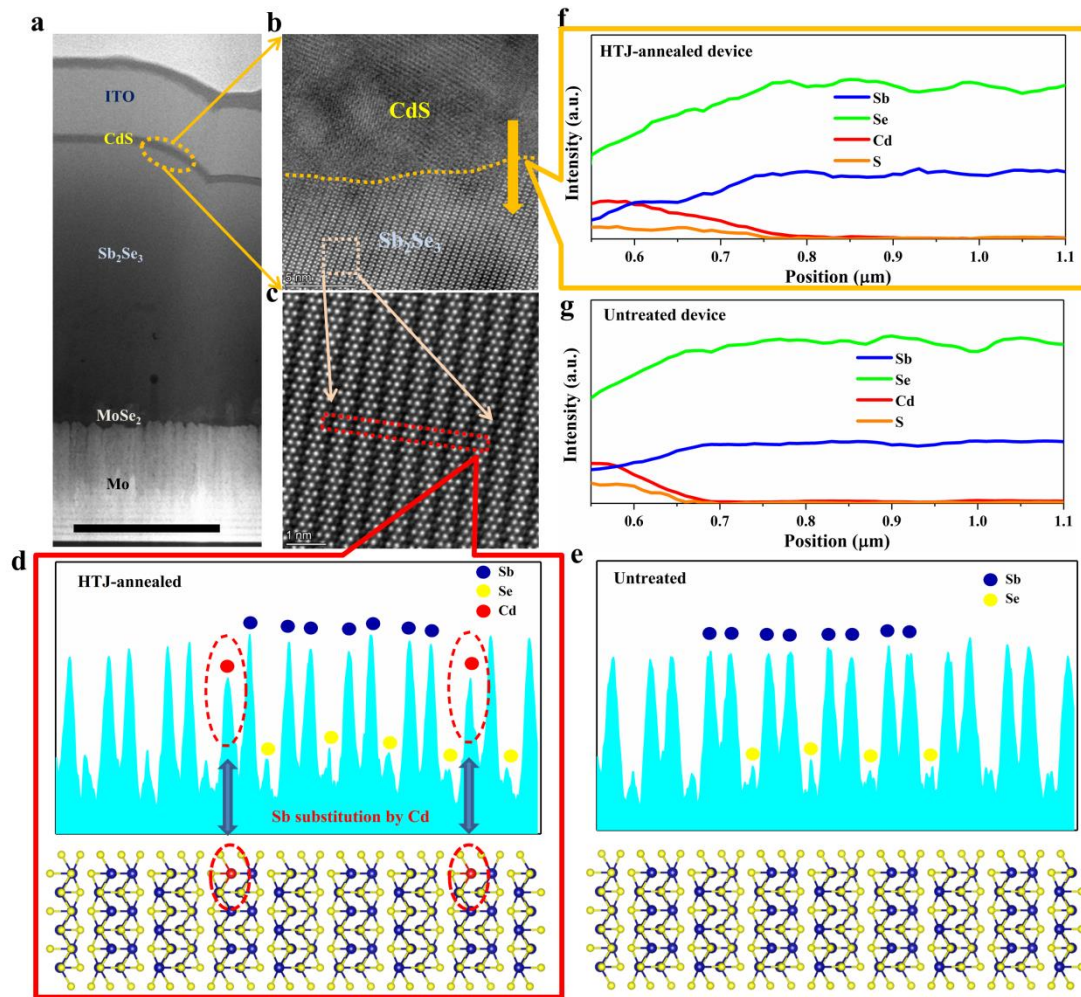 a
ITO
CdS
Sb₂Se₃
MoSe₂
Mo
b
CdS
Sb₂Se₃
5 nm
c
1 nm
f
HTJ-annealed device
Sb
Se
Cd
S
Intensity (a.u.)
0.6 0.7 0.8 0.9 1.0 1.1
Position (μm)
g
Untreated device
Sb
Se
Cd
S
Intensity (a.u.)
0.6 0.7 0.8 0.9 1.0 1.1
Position (μm)
d
HTJ-annealed
Sb
Se
Cd
Sb substitution by Cd
e
Untreated
Sb
Se